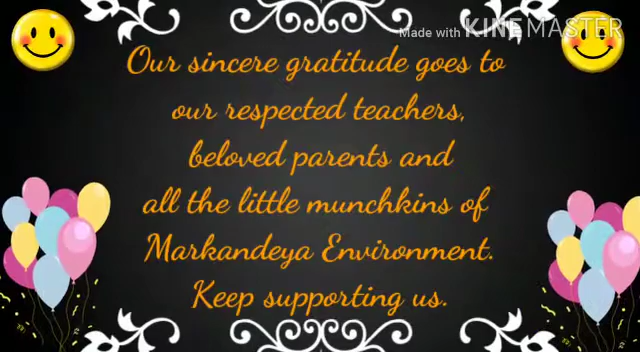 Made with KINEMASTER
Our sincere gratitude goes to
our respected teachers,
beloved parents and
all the little munchkins of
Markandeya Environment.
Keep supporting us.